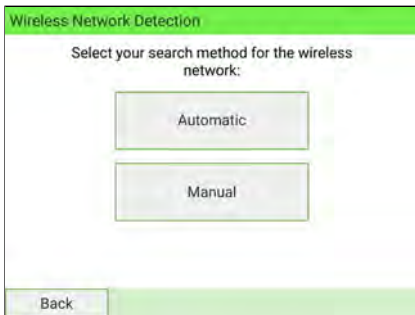 Wireless Network Detection
Select your search method for the wireless
network:
Automatic
Manual
Back